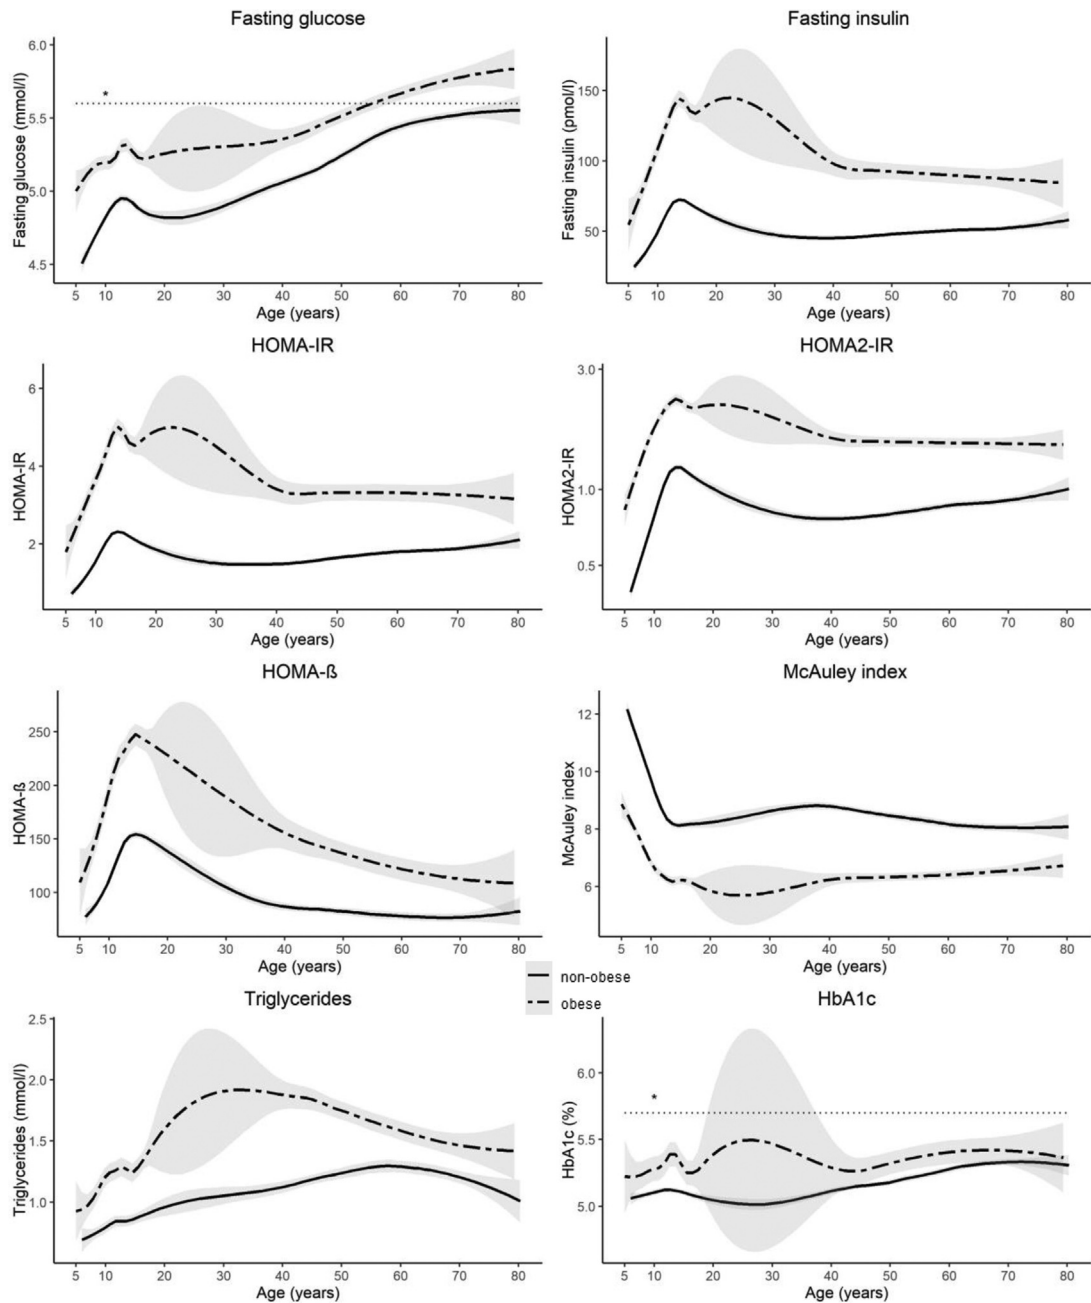 Fasting glucose
Fasting glucose (mmol/l)
6.0
5.5
5.0
4.5
*
5 10 20 30 40 50 60 70 80
Age (years)
Fasting insulin
Fasting insulin (pmol/l)
150
100
50
5 10 20 30 40 50 60 70 80
Age (years)
HOMA-IR
HOMA-IR
6
4
2
5 10 20 30 40 50 60 70 80
Age (years)
HOMA2-IR
HOMA2-IR
3.0
1.0
0.5
5 10 20 30 40 50 60 70 80
Age (years)
HOMA-ß
HOMA-ß
250
200
150
100
5 10 20 30 40 50 60 70 80
Age (years)
McAuley index
McAuley index
12
10
8
6
5 10 20 30 40 50 60 70 80
Age (years)
non-obese
obese
Triglycerides
Triglycerides (mmol/l)
2.5
2.0
1.5
1.0
5 10 20 30 40 50 60 70 80
Age (years)
HbA1c
HbA1c (%)
6.0
5.5
5.0
*
5 10 20 30 40 50 60 70 80
Age (years)